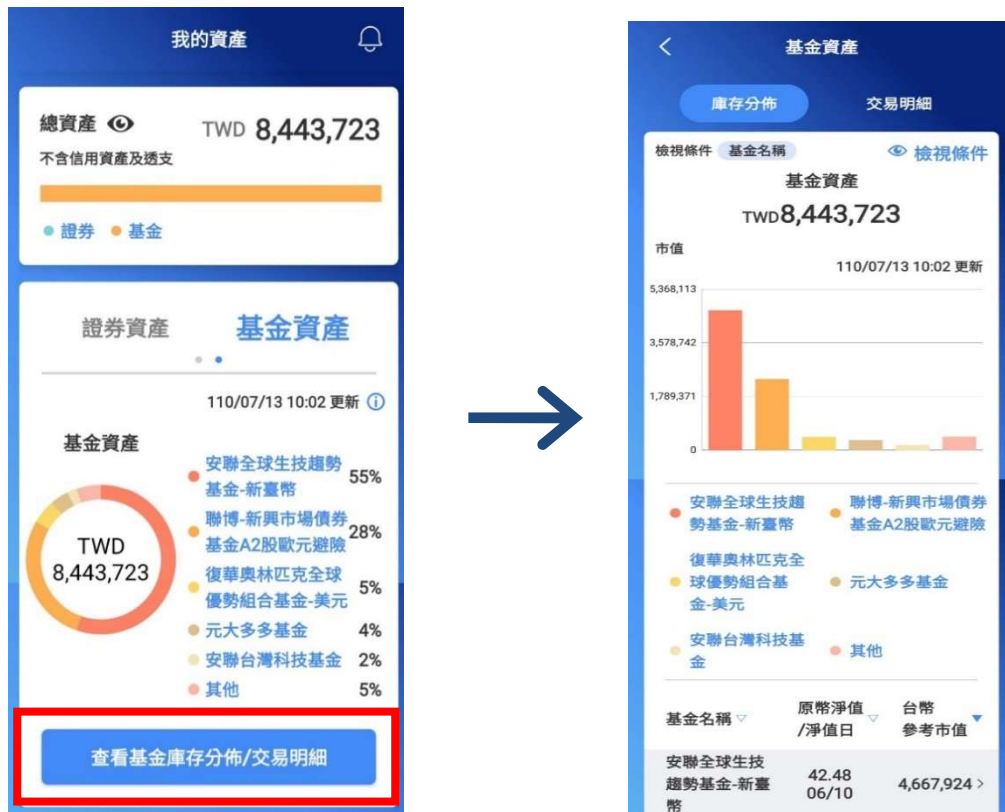 我的資產
總資產
TWD 8,443,723
不含信用資產及透支
證券
基金
證券資產
基金資產
110/07/13 10:02 更新
基金資產
TWD
8,443,723
安聯全球生技趨勢
基金-新臺幣
55%
聯博-新興市場債券
基金A2股歐元避險
28%
復華奧林匹克全球
優勢組合基金-美元
5%
元大多多基金
4%
安聯台灣科技基金
2%
其他
5%
查看基金庫存分佈/交易明細
基金資產
庫存分佈
交易明細
檢視條件 基金名稱
檢視條件
基金資產
TWD8,443,723
市值
110/07/13 10:02 更新
5,368,113
3,578,742
1,789,371
0
安聯全球生技趨
勢基金-新臺幣
聯博-新興市場債券
基金A2股歐元避險
復華奧林匹克全
球優勢組合基
金-美元
元大多多基金
安聯台灣科技基
金
其他
基金名稱
原幣淨值
/淨值日
台幣
參考市值
安聯全球生技
趨勢基金-新臺
幣
42.48
06/10
4,667,924